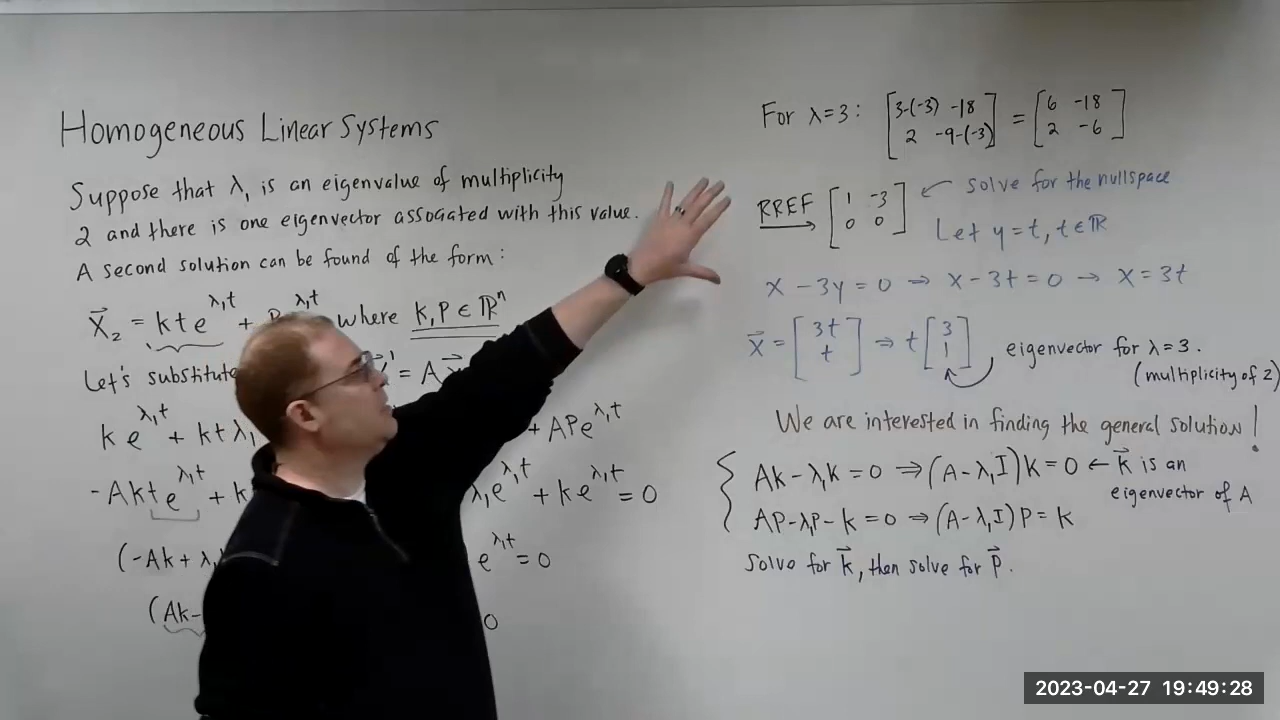 Homogeneous Linear Systems
Suppose that λ₁ is an eigenvalue of multiplicity
2 and there is one eigenvector associated with this value.
A second solution can be found of the form:
X⃗₂ = kte^λ₁t + P e^λ₁t where k, P ∈ ℝⁿ
Let's substitute X⃗' = AX⃗
ke^λ₁t + ktλ₁ + APe^λ₁t
-Akte^λ₁t + k λ₁e^λ₁t + ke^λ₁t = 0
(-Ak + λ₁ e^λ₁t = 0
(Ak- 0
For λ=3: [3-(-3) -18
2 -9-(-3)] = [6 -18
2 -6]
RREF → [1 -3
0 0] ← solve for the nullspace
Let y = t, t ∈ ℝ
x - 3y = 0 → x - 3t = 0 → x = 3t
x⃗ = [3t
t] ⇒ t [3
1] eigenvector for λ=3.
(multiplicity of 2)
We are interested in finding the general solution!
{ Ak - λ₁k = 0 ⇒ (A - λ₁I)k = 0 ← k⃗ is an
eigenvector of A
AP - λP - k = 0 ⇒ (A - λ₁I)P = k
Solve for k⃗, then solve for p⃗.
2023-04-27 19:49:28